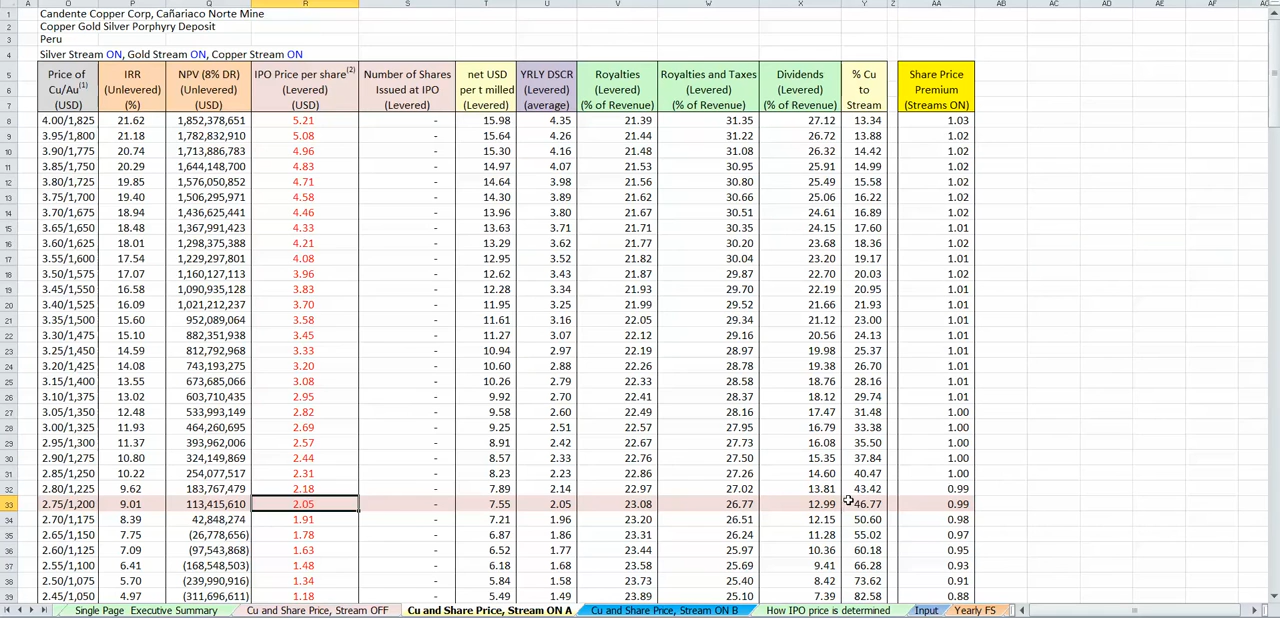 O P Q R S T U V W X Y Z AA AB AC AD AE AF
1 Candente Copper Corp, Cañariaco Norte Mine
2 Copper Gold Silver Porphyry Deposit
3 Peru
4 Silver Stream ON, Gold Stream ON, Copper Stream ON
5 Price of IRR NPV (8% DR) IPO Price per share(2) Number of Shares net USD YRLY DSCR Royalties Royalties and Taxes Dividends % Cu Share Price
6 Cu/Au(1) (Unlevered) (Unlevered) (Levered) Issued at IPO per t milled (Levered) (Levered) (Levered) (Levered) to Premium
7 (USD) (%) (USD) (USD) (Levered) (Levered) (average) (% of Revenue) (% of Revenue) (% of Revenue) Stream (Streams ON)
8 4.00/1,825 21.62 1,852,378,651 5.21 - 15.98 4.35 21.39 31.35 27.12 13.34 1.03
9 3.95/1,800 21.18 1,782,832,910 5.08 - 15.64 4.26 21.44 31.22 26.72 13.88 1.02
10 3.90/1,775 20.74 1,713,886,783 4.96 - 15.30 4.16 21.48 31.08 26.32 14.42 1.02
11 3.85/1,750 20.29 1,644,148,700 4.83 - 14.97 4.07 21.53 30.95 25.91 14.99 1.02
12 3.80/1,725 19.85 1,576,050,852 4.71 - 14.64 3.98 21.56 30.80 25.49 15.58 1.02
13 3.75/1,700 19.40 1,506,295,971 4.58 - 14.30 3.89 21.62 30.66 25.06 16.22 1.02
14 3.70/1,675 18.94 1,436,625,441 4.46 - 13.96 3.80 21.67 30.51 24.61 16.89 1.02
15 3.65/1,650 18.48 1,367,991,423 4.33 - 13.63 3.71 21.71 30.35 24.15 17.60 1.02
16 3.60/1,625 18.01 1,298,375,388 4.21 - 13.29 3.62 21.77 30.20 23.68 18.36 1.02
17 3.55/1,600 17.54 1,229,297,801 4.08 - 12.95 3.52 21.82 30.04 23.20 19.17 1.01
18 3.50/1,575 17.07 1,160,127,113 3.96 - 12.62 3.43 21.87 29.87 22.70 20.03 1.01
19 3.45/1,550 16.58 1,090,935,128 3.83 - 12.28 3.34 21.93 29.70 22.19 20.95 1.01
20 3.40/1,525 16.09 1,021,212,237 3.70 - 11.95 3.25 21.99 29.52 21.66 21.93 1.01
21 3.35/1,500 15.60 952,089,064 3.58 - 11.61 3.16 22.05 29.34 21.12 23.00 1.01
22 3.30/1,475 15.10 882,351,938 3.45 - 11.27 3.07 22.12 29.16 20.56 24.13 1.01
23 3.25/1,450 14.59 812,792,968 3.33 - 10.94 2.97 22.19 28.97 19.98 25.37 1.01
24 3.20/1,425 14.08 743,193,275 3.20 - 10.60 2.88 22.26 28.78 19.38 26.70 1.01
25 3.15/1,400 13.55 673,685,066 3.08 - 10.26 2.79 22.33 28.58 18.76 28.16 1.01
26 3.10/1,375 13.02 603,710,435 2.95 - 9.92 2.70 22.41 28.37 18.12 29.74 1.01
27 3.05/1,350 12.48 533,993,149 2.82 - 9.58 2.60 22.49 28.16 17.47 31.48 1.00
28 3.00/1,325 11.93 464,260,695 2.69 - 9.25 2.51 22.57 27.95 16.79 33.38 1.00
29 2.95/1,300 11.37 393,962,006 2.57 - 8.91 2.42 22.67 27.73 16.08 35.50 1.00
30 2.90/1,275 10.80 324,149,869 2.44 - 8.57 2.33 22.76 27.50 15.35 37.84 1.00
31 2.85/1,250 10.22 254,077,517 2.31 - 8.23 2.23 22.86 27.26 14.60 40.47 1.00
32 2.80/1,225 9.62 183,767,479 2.18 - 7.89 2.14 22.97 27.02 13.81 43.42 0.99
33 2.75/1,200 9.01 113,415,610 2.05 - 7.55 2.05 23.08 26.77 12.99 46.77 0.99
34 2.70/1,175 8.39 42,848,274 1.91 - 7.21 1.96 23.20 26.51 12.15 50.60 0.98
35 2.65/1,150 7.75 (26,778,656) 1.78 - 6.87 1.86 23.31 26.24 11.28 55.02 0.97
36 2.60/1,125 7.09 (97,543,868) 1.63 - 6.52 1.77 23.44 25.97 10.36 60.18 0.95
37 2.55/1,100 6.41 (168,548,503) 1.48 - 6.18 1.68 23.58 25.69 9.41 66.28 0.93
38 2.50/1,075 5.70 (239,990,916) 1.34 - 5.84 1.58 23.73 25.40 8.42 73.62 0.91
39 2.45/1,050 4.97 (311,696,611) 1.18 - 5.49 1.49 23.89 25.10 7.39 82.58 0.88
Single Page Executive Summary Cu and Share Price, Stream OFF Cu and Share Price, Stream ON A Cu and Share Price, Stream ON B How IPO price is determined Input Yearly FS